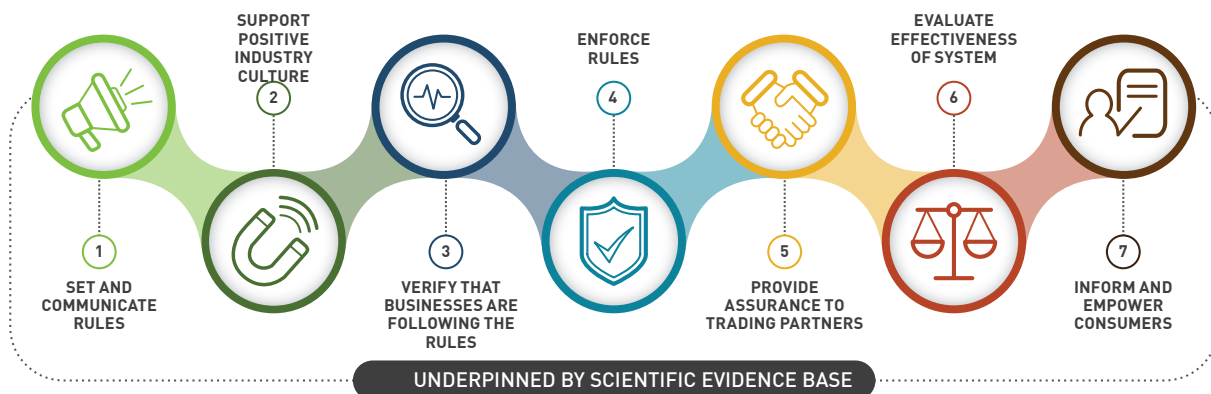 1
SET AND
COMMUNICATE
RULES
SUPPORT
POSITIVE
INDUSTRY
CULTURE
2
3
VERIFY THAT
BUSINESSES ARE
FOLLOWING THE
RULES
ENFORCE
RULES
4
5
PROVIDE
ASSURANCE TO
TRADING PARTNERS
EVALUATE
EFFECTIVENESS
OF SYSTEM
6
7
INFORM AND
EMPOWER
CONSUMERS
UNDERPINNED BY SCIENTIFIC EVIDENCE BASE